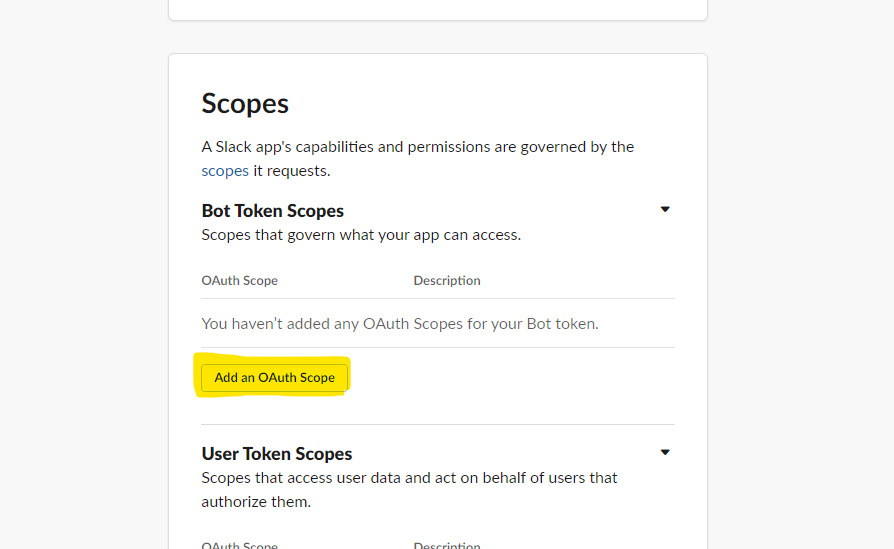 Scopes
A Slack app's capabilities and permissions are governed by the
scopes it requests.
Bot Token Scopes
Scopes that govern what your app can access.
OAuth Scope Description
You haven't added any OAuth Scopes for your Bot token.
Add an OAuth Scope
User Token Scopes
Scopes that access user data and act on behalf of users that
authorize them.
OAuth Scope Description